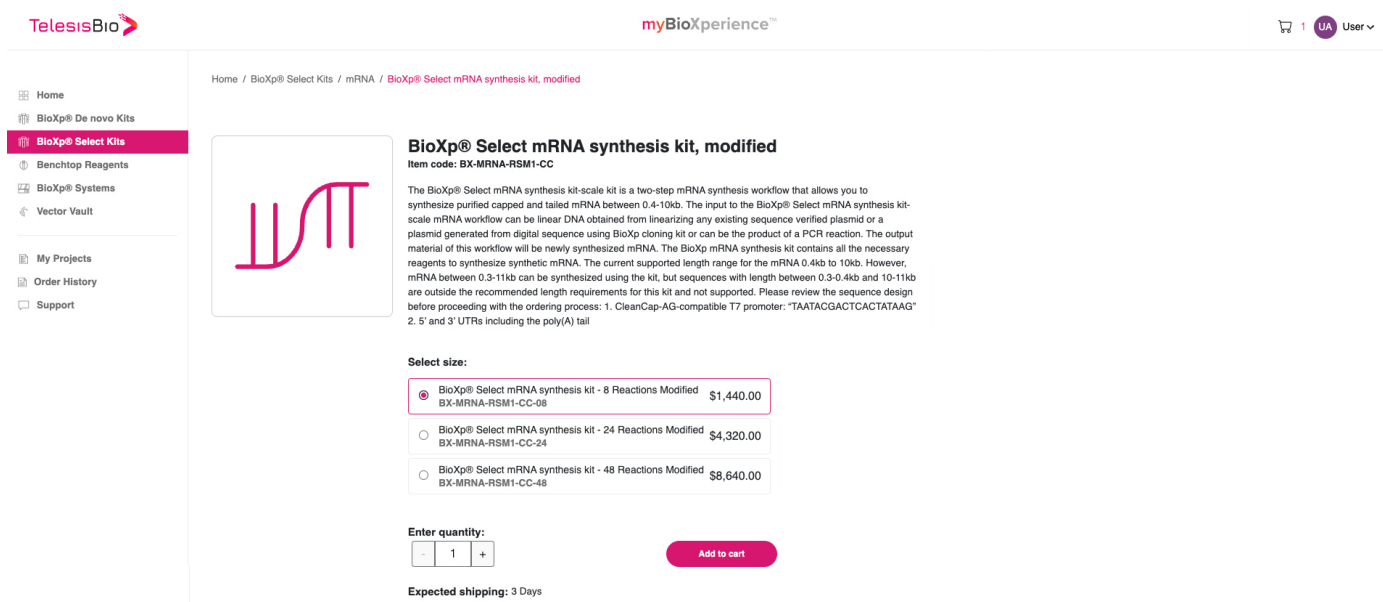 TelesisBio
myBioXperience™
1 UA User
Home / BioXp® Select Kits / mRNA / BioXp® Select mRNA synthesis kit, modified
Home
BioXp® De novo Kits
BioXp® Select Kits
Benchtop Reagents
BioXp® Systems
Vector Vault
My Projects
Order History
Support
BioXp® Select mRNA synthesis kit, modified
Item code: BX-MRNA-RSM1-CC
The BioXp® Select mRNA synthesis kit-scale kit is a two-step mRNA synthesis workflow that allows you to
synthesize purified capped and tailed mRNA between 0.4-10kb. The input to the BioXp® Select mRNA synthesis kit-
scale mRNA workflow can be linear DNA obtained from linearizing any existing sequence verified plasmid or a
plasmid generated from digital sequence using BioXp cloning kit or can be the product of a PCR reaction. The output
material of this workflow will be newly synthesized mRNA. The BioXp mRNA synthesis kit contains all the necessary
reagents to synthesize synthetic mRNA. The current supported length range for the mRNA 0.4kb to 10kb. However,
mRNA between 0.3-11kb can be synthesized using the kit, but sequences with length between 0.3-0.4kb and 10-11kb
are outside the recommended length requirements for this kit and not supported. Please review the sequence design
before proceeding with the ordering process: 1. CleanCap-AG-compatible T7 promoter: “TAATACGACTCACTATAAG”
2. 5’ and 3’ UTRs including the poly(A) tail
Select size:
BioXp® Select mRNA synthesis kit - 8 Reactions Modified $1,440.00
BX-MRNA-RSM1-CC-08
BioXp® Select mRNA synthesis kit - 24 Reactions Modified $4,320.00
BX-MRNA-RSM1-CC-24
BioXp® Select mRNA synthesis kit - 48 Reactions Modified $8,640.00
BX-MRNA-RSM1-CC-48
Enter quantity:
- 1 +
Add to cart
Expected shipping: 3 Days